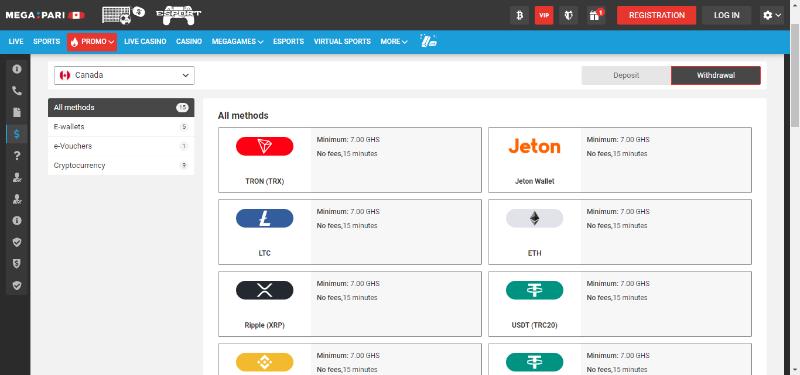 MEGA PARI
ESPORT
VIP
1
REGISTRATION
LOG IN
LIVE
SPORTS
PROMO
LIVE CASINO
CASINO
MEGAGAMES
ESPORTS
VIRTUAL SPORTS
MORE
Canada
Deposit
Withdrawal
All methods
15
E-wallets
5
e-Vouchers
1
Cryptocurrency
9
All methods
TRON (TRX)
Minimum: 7.00 GHS
No fees,15 minutes
Jeton
Jeton Wallet
Minimum: 7.00 GHS
No fees,15 minutes
LTC
Minimum: 7.00 GHS
No fees,15 minutes
ETH
Minimum: 7.00 GHS
No fees,15 minutes
Ripple (XRP)
Minimum: 7.00 GHS
No fees,15 minutes
USDT (TRC20)
Minimum: 7.00 GHS
No fees,15 minutes
Minimum: 7.00 GHS
No fees,15 minutes
Minimum: 7.00 GHS
No fees,15 minutes